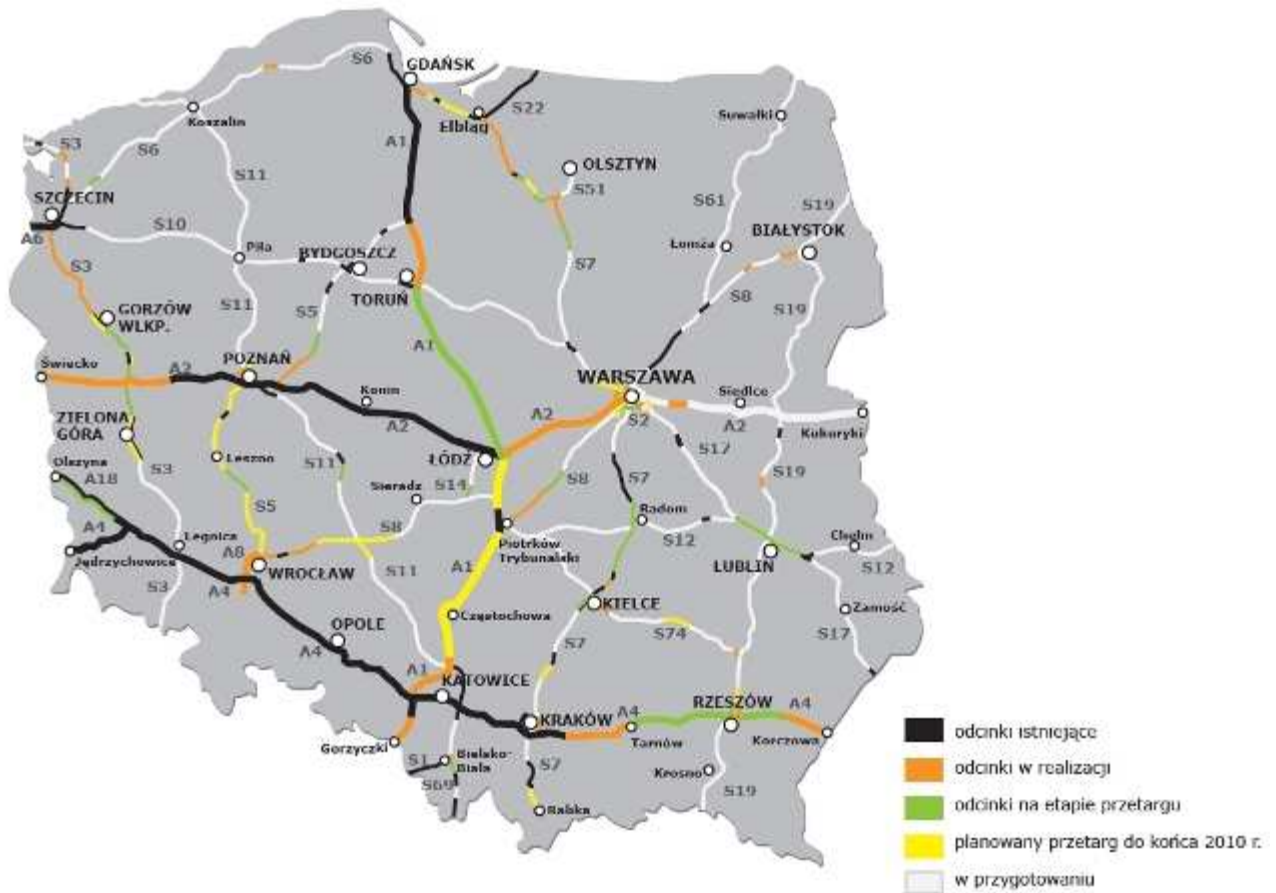 S6
GDAŃSK
S22
Suwałki
Koszalin
Elbląg
S3
S6
A1
OLSZTYN
S11
S51
SZCZECIN
S61
S19
S10
Łomża
BIAŁYSTOK
A6
Piła
BYDGOSZCZ
S3
S7
S8
TORUŃ
S19
S11
GORZÓW
WLKP.
S5
A1
Świecko
A2
POZNAŃ
WARSZAWA
Konin
Siedlce
A2
S2
A2
ZIELONA
GÓRA
A2
Kukuryki
S17
Leszno
ŁÓDŹ
S3
S11
Olszyna
S8
S7
S19
A18
S14
Sieradz
S5
Radom
A4
S8
S12
Chełm
Legnica
Piotrków
Trybunalski
A8
Jędrzychowice
WROCŁAW
A1
LUBLIN
S12
S11
S3
A4
KIELCE
Zamość
Częstochowa
OPOLE
S74
S17
A4
S7
A1
KATOWICE
RZESZÓW
KRAKÓW
A4
A4
Gorzyczki
Tarnów
Korczowa
S1
Bielsko-
Biała
S7
Krosno
S69
S19
Rabka
odcinki istniejące
odcinki w realizacji
odcinki na etapie przetargu
planowany przetarg do końca 2010 r.
w przygotowaniu